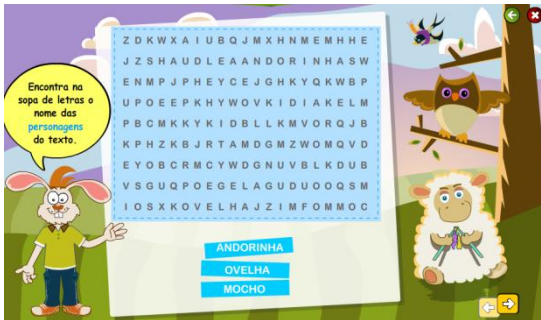 Encontra na
sopa de letras o
nome das
personagens
do texto.
Z D K W X A I U B Q J M X H N M E M H H E
J Z S H A U D L E A A N D O R I N H A S W
E N M P J P H E Y C E J G H K Y Q K W B P
U P O E E P K H Y W O V K I D I A K E L M
P B C M K K Y K I D B L L K M V O R Q J B
K P H Z K B J R T A M D G M Z W O M Q V D
E Y O B C R M C Y W D G N U V B L K D U B
V S G U Q P O E G E L A G U D U O O Q S M
I O S X K O V E L H A J Z I M F O M M O C
ANDORINHA
OVELHA
MOCHO